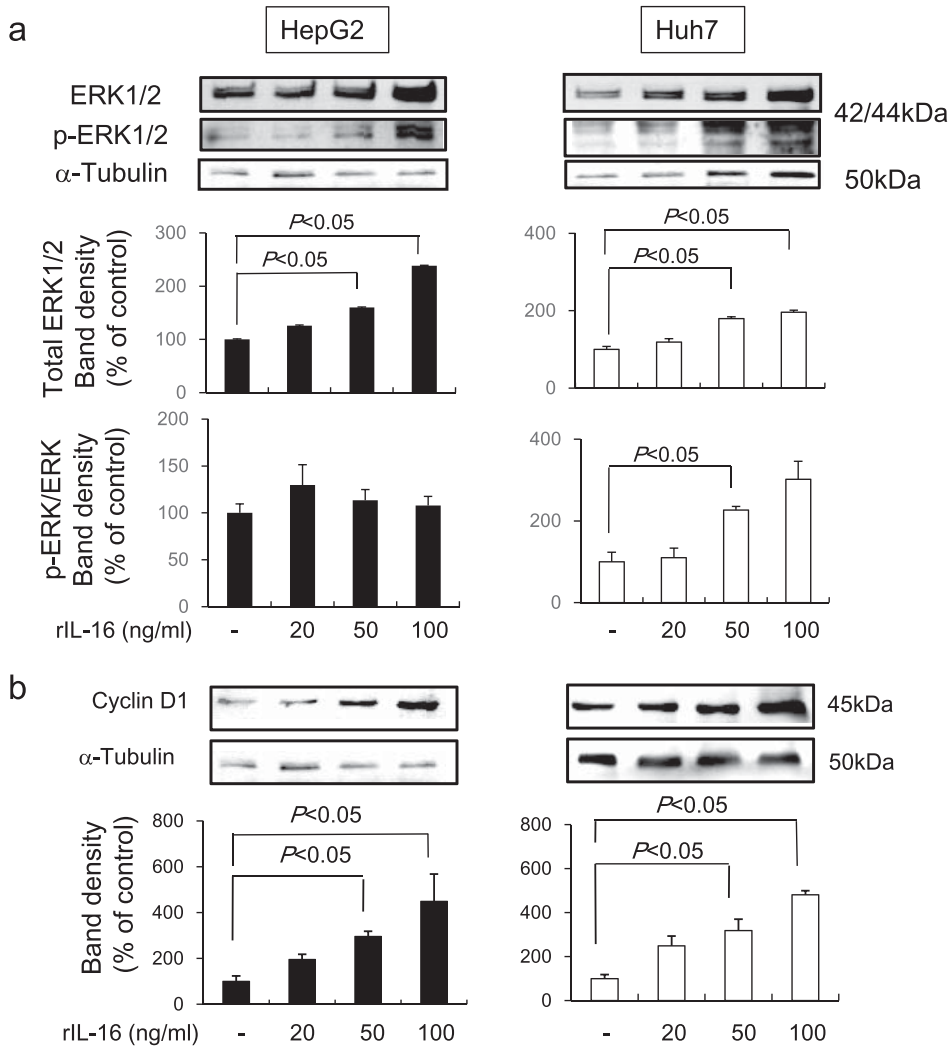 a
HepG2
Huh7
ERK1/2
p-ERK1/2
α-Tubulin
42/44kDa
50kDa
Total ERK1/2
Band density
(% of control)
300
200
100
0
P<0.05
P<0.05
400
200
0
P<0.05
P<0.05
p-ERK/ERK
Band density
(% of control)
200
150
100
50
0
400
200
0
P<0.05
rIL-16 (ng/ml)
-
20
50
100
-
20
50
100
b
Cyclin D1
α-Tubulin
45kDa
50kDa
Band density
(% of control)
800
600
400
200
0
P<0.05
P<0.05
800
600
400
200
0
P<0.05
P<0.05
rIL-16 (ng/ml)
-
20
50
100
-
20
50
100